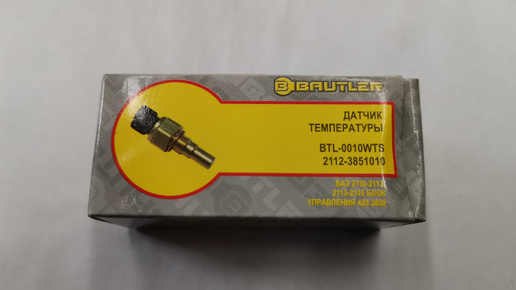 BAUTLER
ДАТЧИК
ТЕМПЕРАТУРЫ
BTL-0010WTS
2112-3851010
ВАЗ 2110-2112,
2113-2115 БЛОК
УПРАВЛЕНИЯ 423.3828